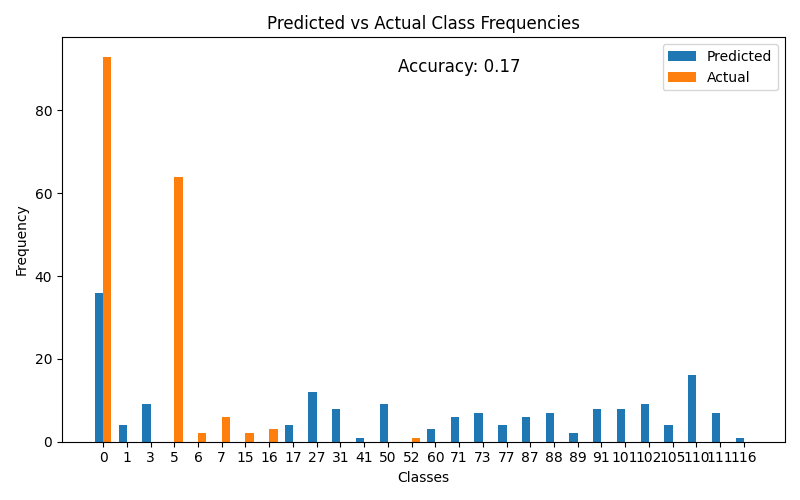 Predicted vs Actual Class Frequencies
Accuracy: 0.17
Predicted
Actual
80
60
40
20
0
Frequency
0 1 3 5 6 7 15 16 17 27 31 41 50 52 60 71 73 77 87 88 89 91 101 102 105 110 111 116
Classes